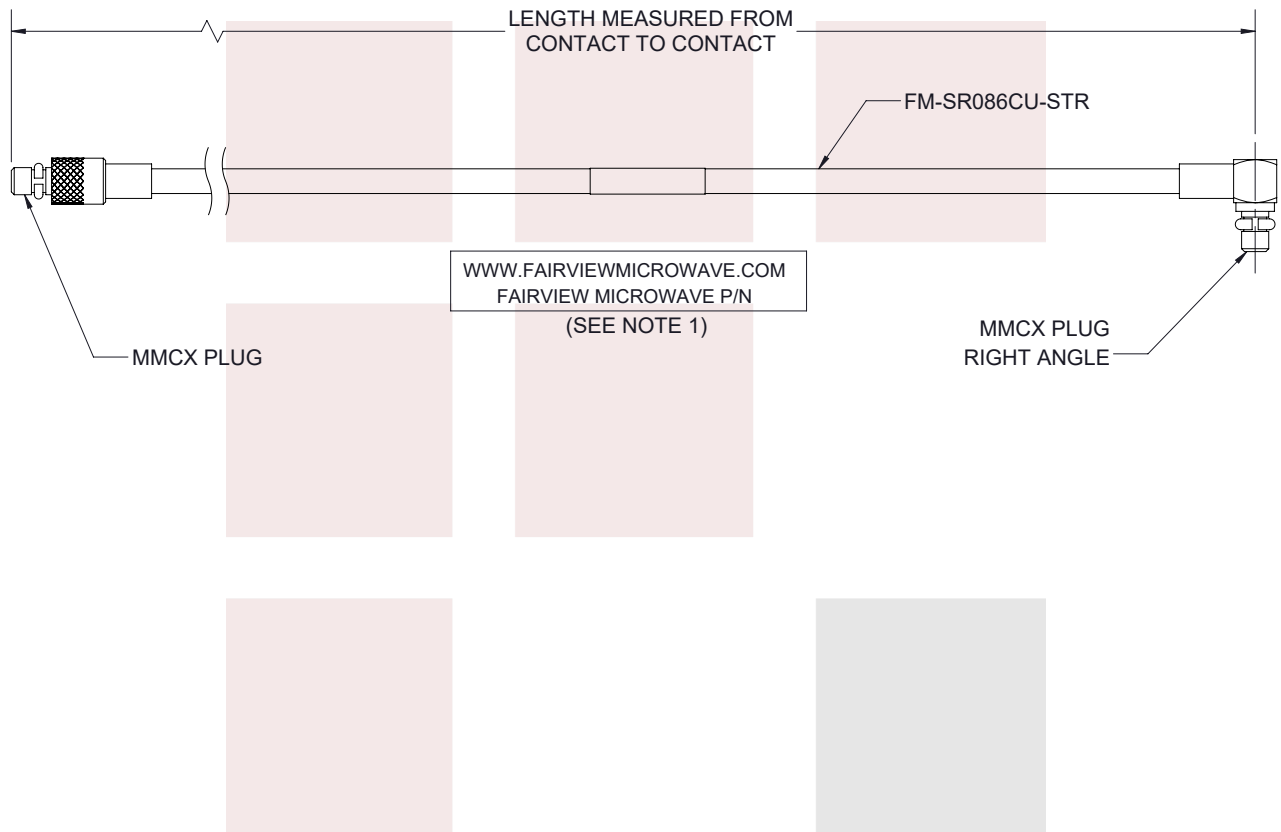 LENGTH MEASURED FROM
CONTACT TO CONTACT
FM-SR086CU-STR
WWW.FAIRVIEWMICROWAVE.COM
FAIRVIEW MICROWAVE P/N
(SEE NOTE 1)
MMCX PLUG
MMCX PLUG
RIGHT ANGLE